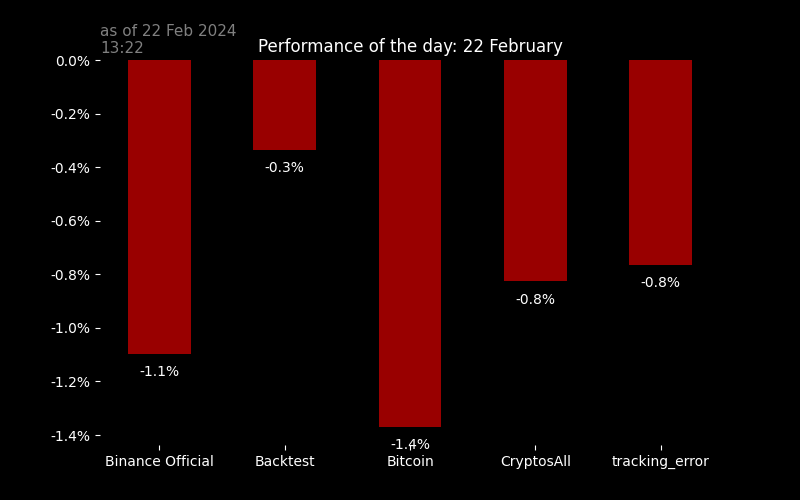 as of 22 Feb 2024
13:22
Performance of the day: 22 February
0.0%
-0.2%
-0.4%
-0.6%
-0.8%
-1.0%
-1.2%
-1.4%
-1.1%
-0.3%
-1.4%
-0.8%
-0.8%
Binance Official
Backtest
Bitcoin
CryptosAll
tracking_error